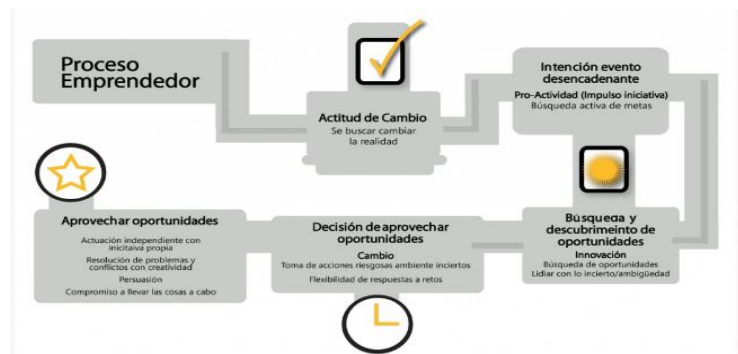 Proceso
Emprendedor
Actitud de Cambio
Se buscar cambiar
la realidad
Intención evento
desencadenante
Pro-Actividad (Impulso iniciativa)
Búsqueda activa de metas
Búsqueda y
descubrimeinto de
oportunidades
Innovación
Búsqueda de oportunidades
Lidiar con lo incierto/ambigüedad
Decisión de aprovechar
oportunidades
Cambio
Toma de acciones riesgosas ambiente inciertos
Flexibilidad de respuestas a retos
Aprovechar oportunidades
Actuación independiente con
inicitaiva propia
Resolución de problemas y
conflictos con creatividad
Persuación
Compromiso a llevar las cosas a cabo